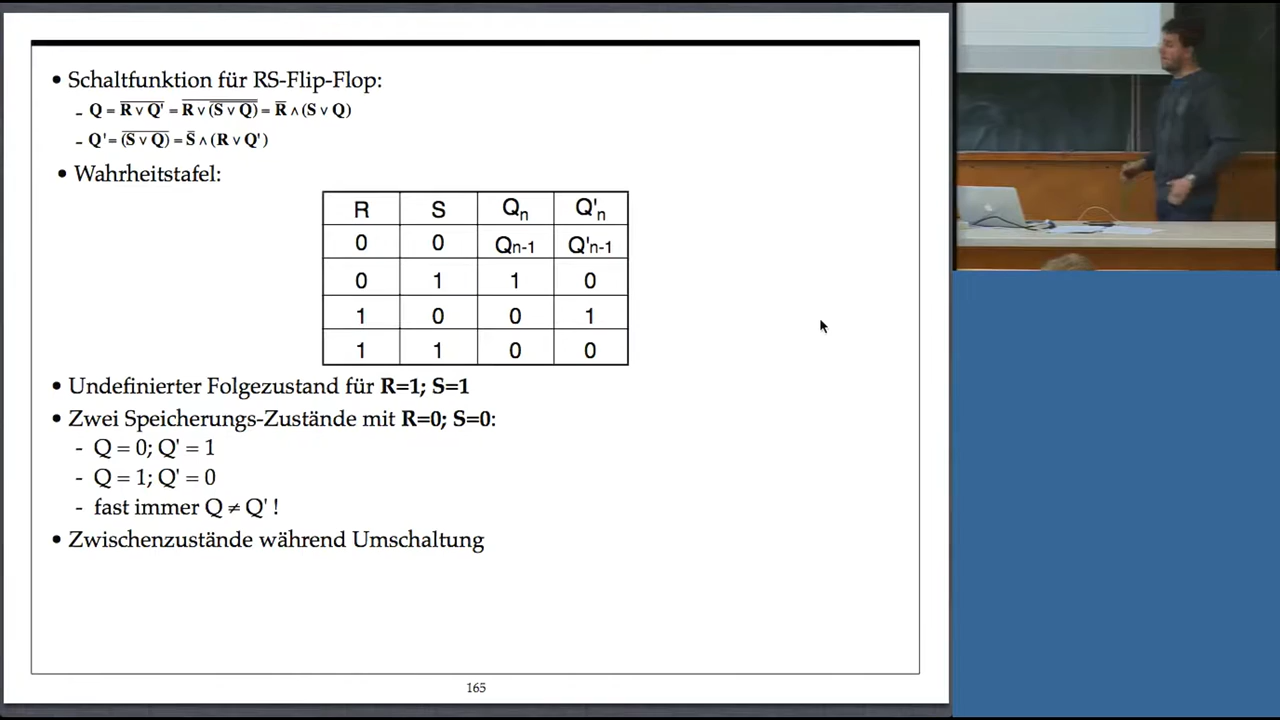 • Schaltfunktion für RS-Flip-Flop:
- Q = R̅ ̅v̅ ̅Q̅'̅ = R̅ ̅v̅ ̅(̅S̅ ̅v̅ ̅Q̅)̅ = R̅ ∧ (S v Q)
- Q' = (̅S̅ ̅v̅ ̅Q̅)̅ = S̅ ∧ (R v Q')
• Wahrheitstafel:
R S Qn Q'n
0 0 Qn-1 Q'n-1
0 1 1 0
1 0 0 1
1 1 0 0
• Undefinierter Folgezustand für R=1; S=1
• Zwei Speicherungs-Zustände mit R=0; S=0:
- Q = 0; Q' = 1
- Q = 1; Q' = 0
- fast immer Q ≠ Q' !
• Zwischenzustände während Umschaltung
165